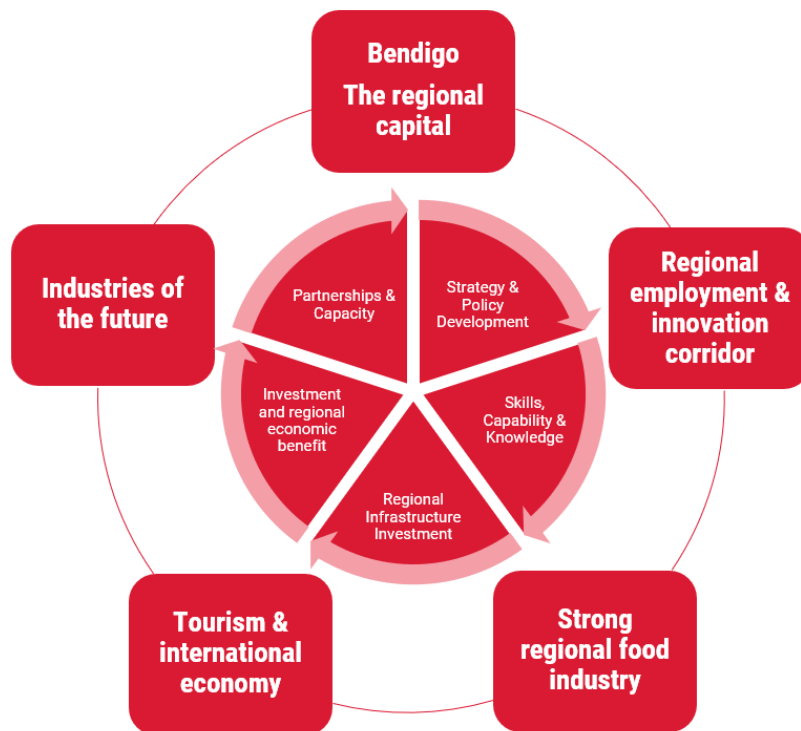 Bendigo
The regional
capital
Industries of
the future
Regional
employment &
innovation
corridor
Partnerships &
Capacity
Strategy &
Policy
Development
Investment
and regional
economic
benefit
Skills,
Capability &
Knowledge
Regional
Infrastructure
Investment
Tourism &
international
economy
Strong
regional food
industry